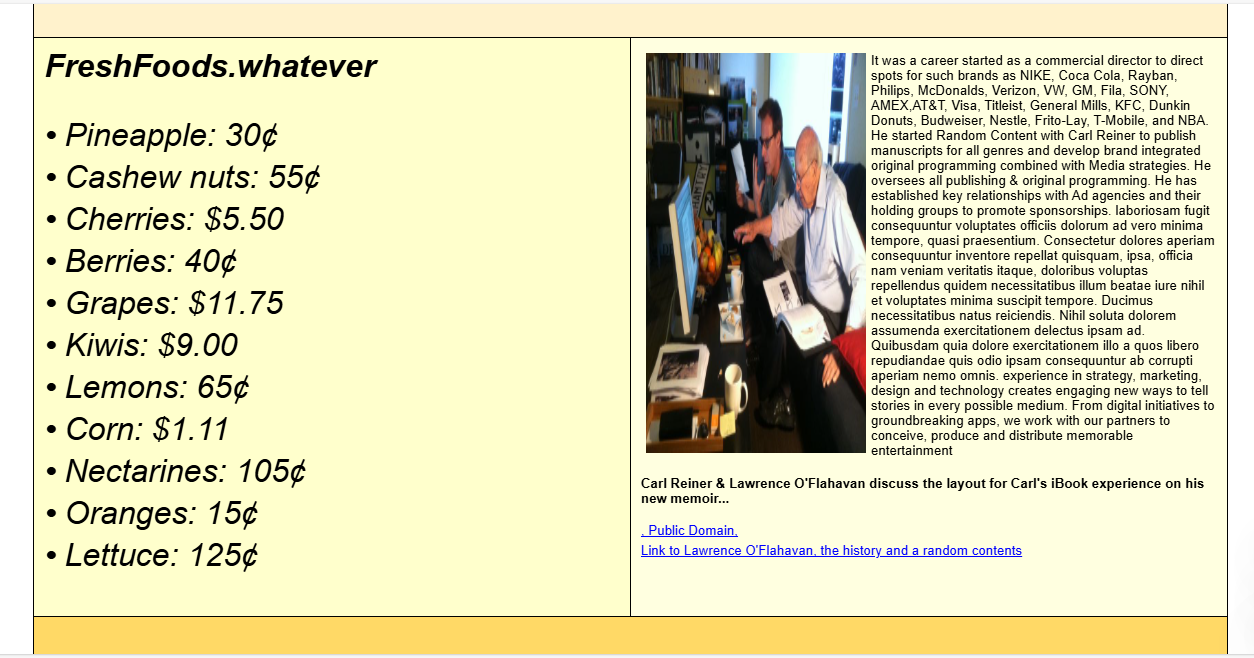 FreshFoods.whatever
• Pineapple: 30¢
• Cashew nuts: 55¢
• Cherries: $5.50
• Berries: 40¢
• Grapes: $11.75
• Kiwis: $9.00
• Lemons: 65¢
• Corn: $1.11
• Nectarines: 105¢
• Oranges: 15¢
• Lettuce: 125¢
It was a career started as a commercial director to direct
spots for such brands as NIKE, Coca Cola, Rayban,
Philips, McDonalds, Verizon, VW, GM, Fila, SONY,
AMEX,AT&T, Visa, Titleist, General Mills, KFC, Dunkin
Donuts, Budweiser, Nestle, Frito-Lay, T-Mobile, and NBA.
He started Random Content with Carl Reiner to publish
manuscripts for all genres and develop brand integrated
original programming combined with Media strategies. He
oversees all publishing & original programming. He has
established key relationships with Ad agencies and their
holding groups to promote sponsorships. laboriosam fugit
consequuntur voluptates officiis dolorum ad vero minima
tempore, quasi praesentium. Consectetur dolores aperiam
consequuntur inventore repellat quisquam, ipsa, officia
nam veniam veritatis itaque, doloribus voluptas
repellendus quidem necessitatibus illum beatae iure nihil
et voluptates minima suscipit tempore. Ducimus
necessitatibus natus reiciendis. Nihil soluta dolorem
assumenda exercitationem delectus ipsam ad.
Quibusdam quia dolore exercitationem illo a quos libero
repudiandae quis odio ipsam consequuntur ab corrupti
aperiam nemo omnis. experience in strategy, marketing,
design and technology creates engaging new ways to tell
stories in every possible medium. From digital initiatives to
groundbreaking apps, we work with our partners to
conceive, produce and distribute memorable
entertainment
Carl Reiner & Lawrence O'Flahavan discuss the layout for Carl's iBook experience on his
new memoir...
, Public Domain,
Link to Lawrence O'Flahavan, the history and a random contents